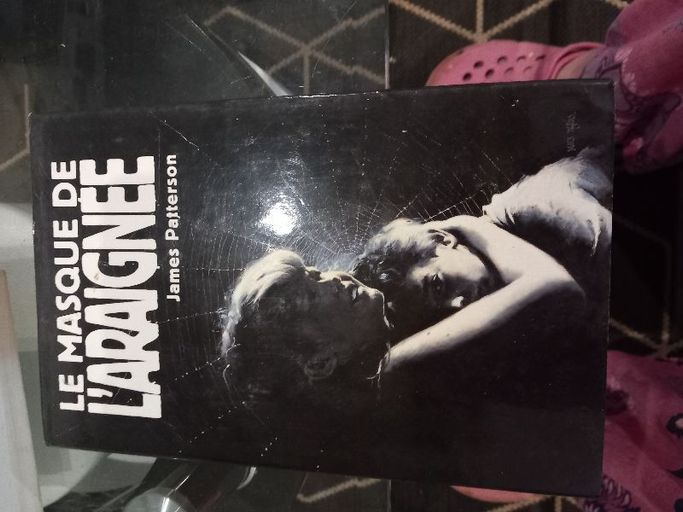 LE MASQUE DE
L'ARAIGNÉE
James Patterson